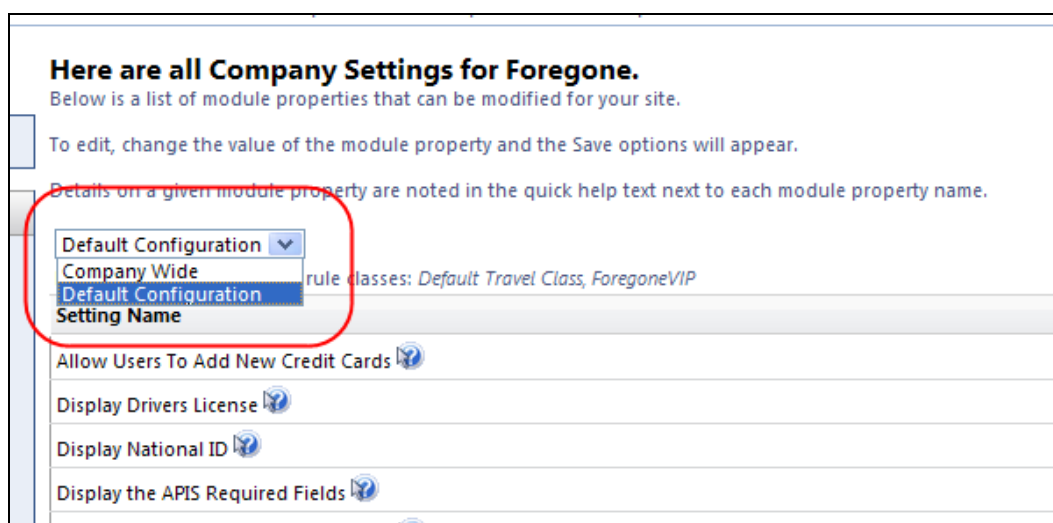 Here are all Company Settings for Foregone.
Below is a list of module properties that can be modified for your site.
To edit, change the value of the module property and the Save options will appear.
Details on a given module property are noted in the quick help text next to each module property name.
Default Configuration
Company Wide
rule classes: Default Travel Class, ForegoneVIP
Default Configuration
Setting Name
Allow Users To Add New Credit Cards
Display Drivers License
Display National ID
Display the APIS Required Fields